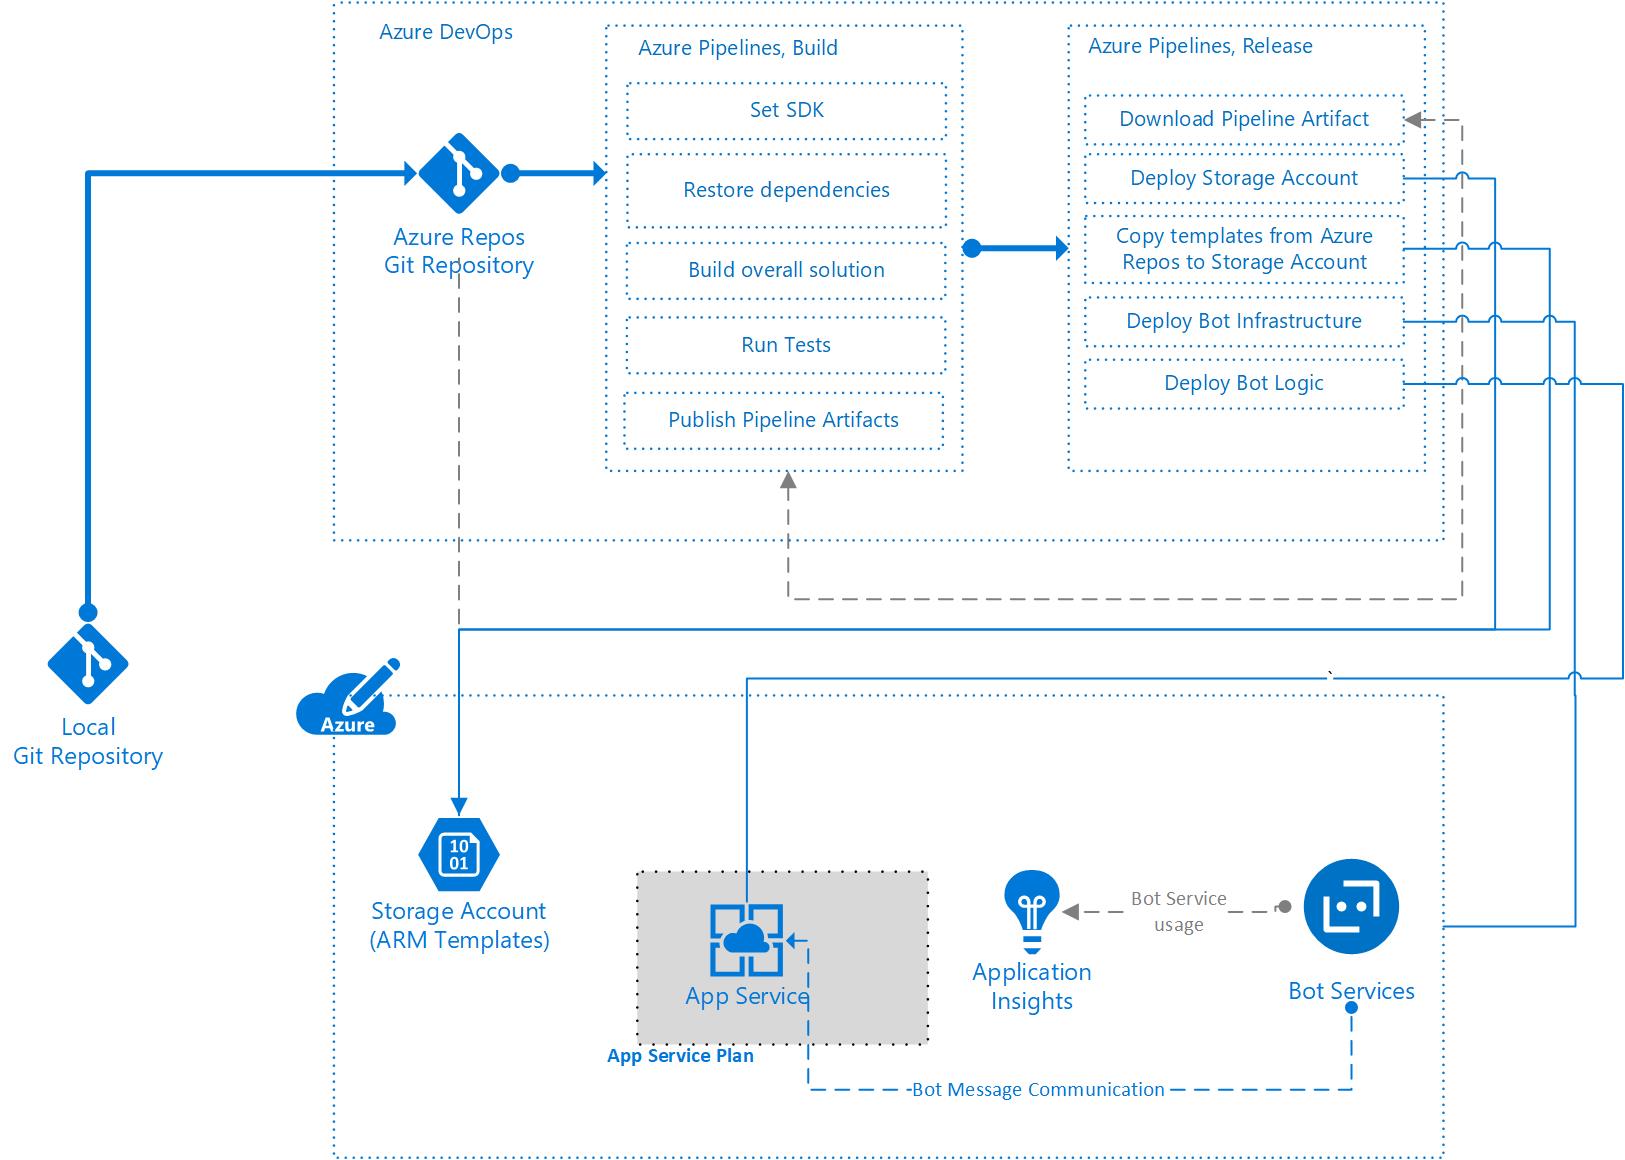 Azure DevOps
Azure Pipelines, Build
Azure Pipelines, Release
Set SDK
Restore dependencies
Build overall solution
Run Tests
Publish Pipeline Artifacts
Download Pipeline Artifact
Deploy Storage Account
Copy templates from Azure
Repos to Storage Account
Deploy Bot Infrastructure
Deploy Bot Logic
Azure Repos
Git Repository
Local
Git Repository
Azure
10
01
Storage Account
(ARM Templates)
App Service
App Service Plan
Application
Insights
Bot Service
usage
Bot Services
Bot Message Communication